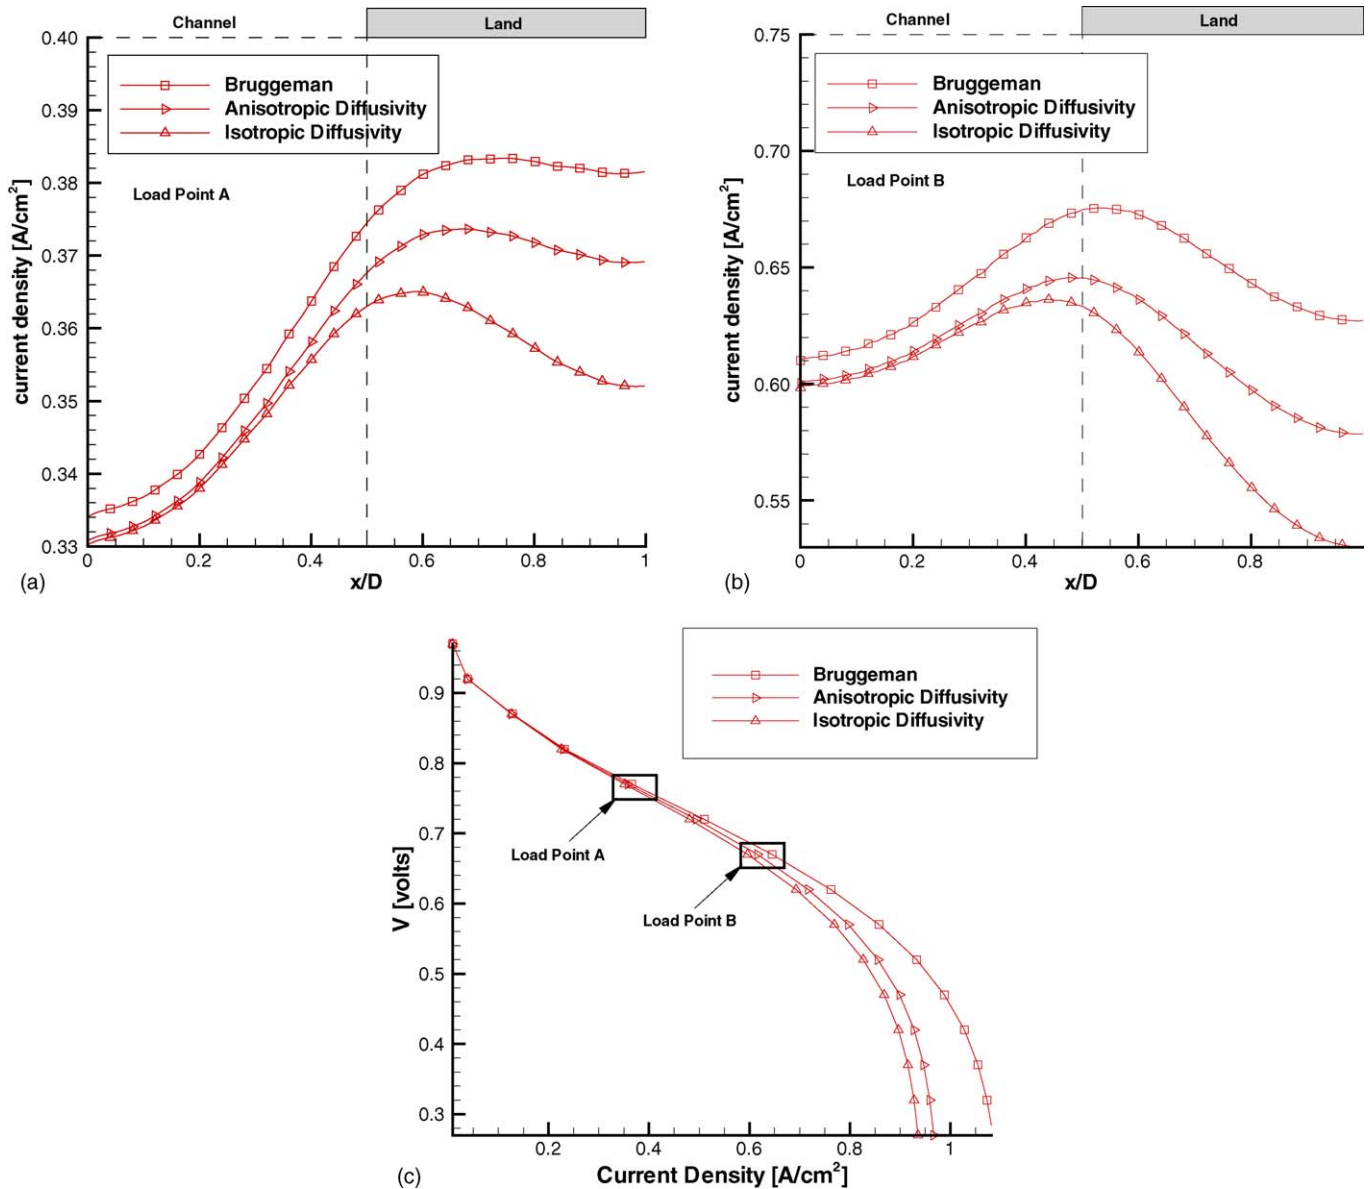 Channel
Land
0.40
0.39
0.38
0.37
0.36
0.35
0.34
0.33
current density [A/cm²]
Bruggeman
Anisotropic Diffusivity
Isotropic Diffusivity
Load Point A
0
0.2
0.4
0.6
0.8
1
x/D
(a)
Channel
Land
0.75
0.70
0.65
0.60
0.55
current density [A/cm²]
Bruggeman
Anisotropic Diffusivity
Isotropic Diffusivity
Load Point B
0
0.2
0.4
0.6
0.8
x/D
(b)
0.9
0.8
0.7
0.6
0.5
0.4
0.3
V [volts]
Bruggeman
Anisotropic Diffusivity
Isotropic Diffusivity
Load Point A
Load Point B
0.2
0.4
0.6
0.8
1
Current Density [A/cm²]
(c)